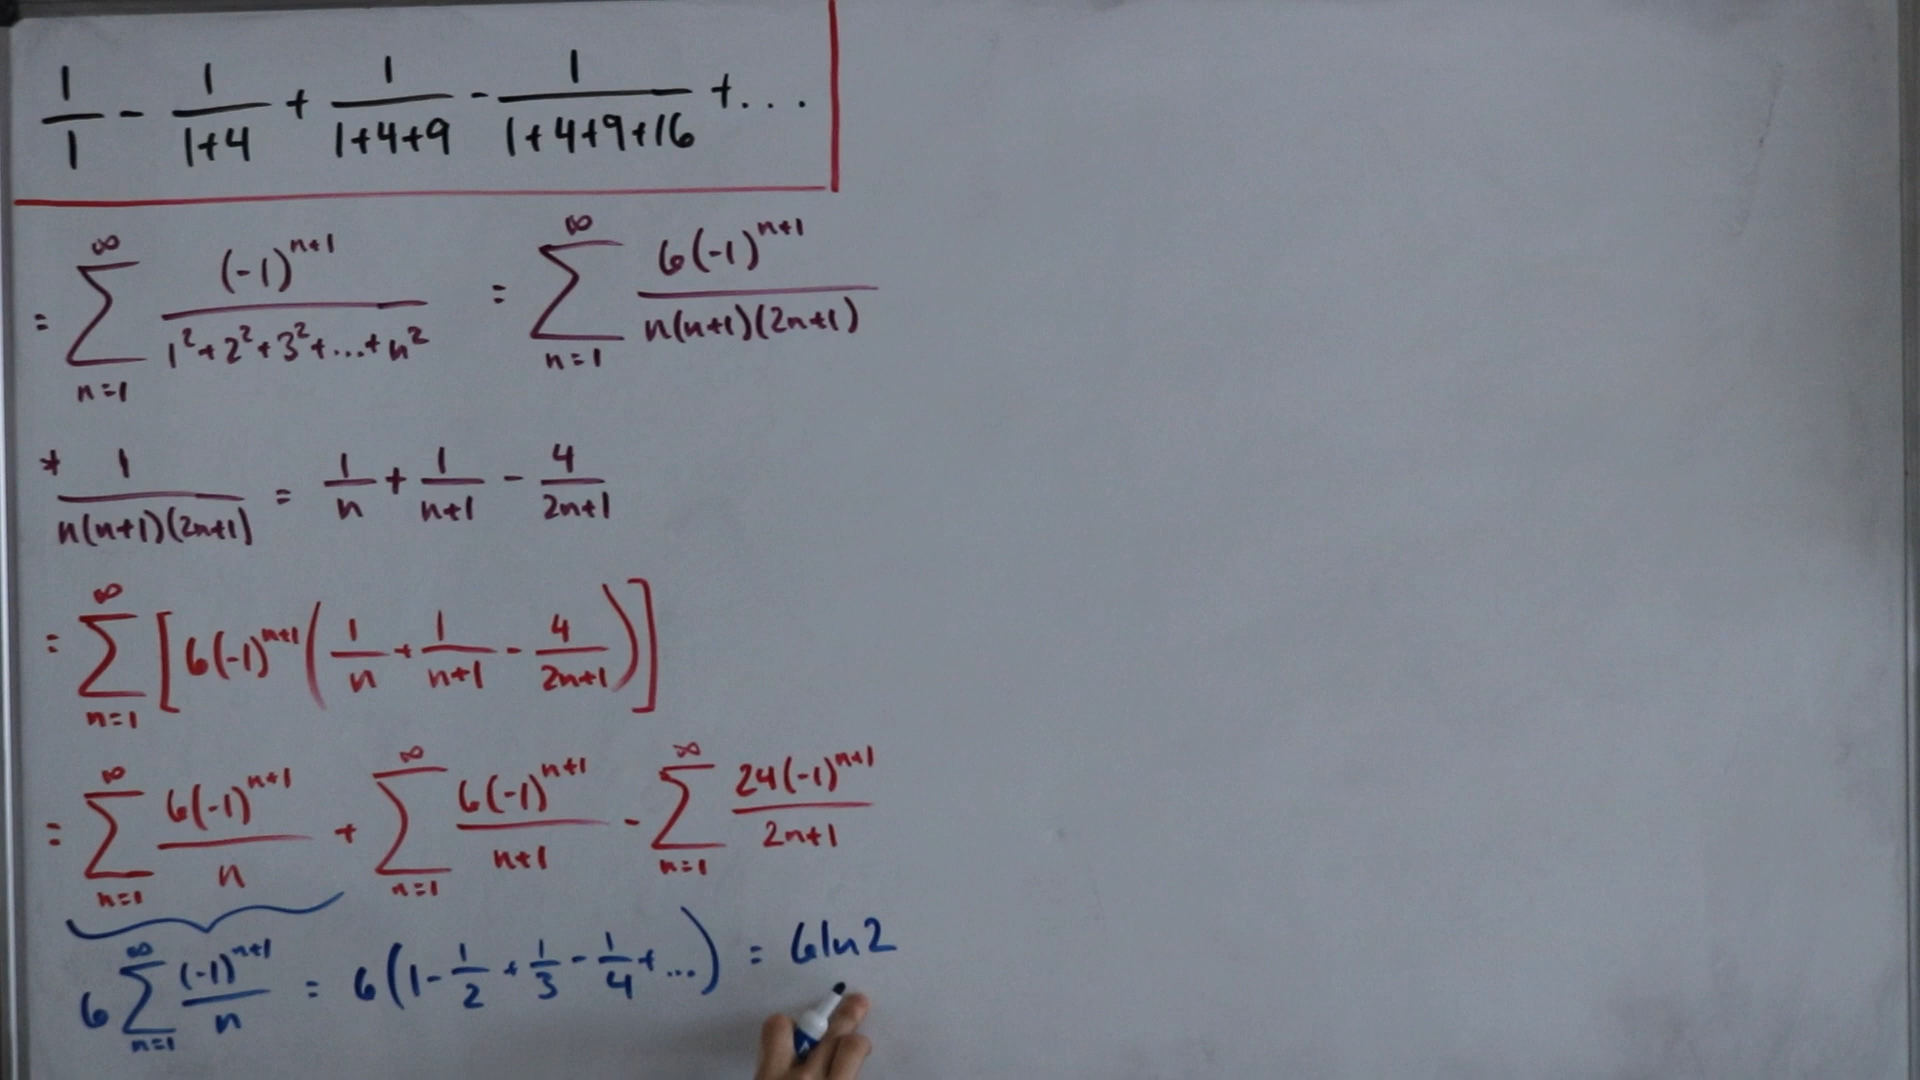 1/1 - 1/(1+4) + 1/(1+4+9) - 1/(1+4+9+16) + ...
= ∑_{n=1}^{∞} (-1)^{n+1}/(1²+2²+3²+...+n²) = ∑_{n=1}^{∞} 6(-1)^{n+1}/(n(n+1)(2n+1))
* 1/(n(n+1)(2n+1)) = 1/n + 1/(n+1) - 4/(2n+1)
= ∑_{n=1}^{∞} [6(-1)^{n+1}(1/n + 1/(n+1) - 4/(2n+1))]
= ∑_{n=1}^{∞} 6(-1)^{n+1}/n + ∑_{n=1}^{∞} 6(-1)^{n+1}/(n+1) - ∑_{n=1}^{∞} 24(-1)^{n+1}/(2n+1)
6 ∑_{n=1}^{∞} (-1)^{n+1}/n = 6(1 - 1/2 + 1/3 - 1/4 + ...) = 6ln2